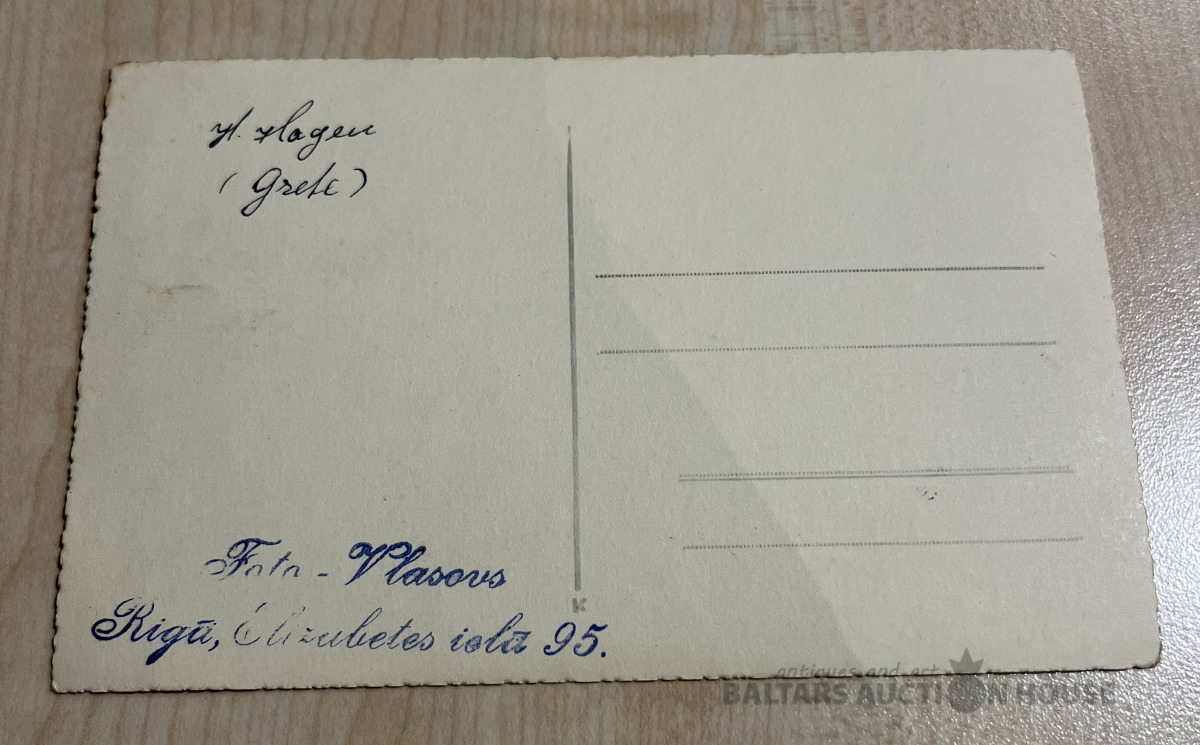 H. Hagen
(Grete)
Foto - Vlasovs
Rīgā, Elizabetes ielā 95.
K
antiques and art
BALTARS AUCTION HOUSE